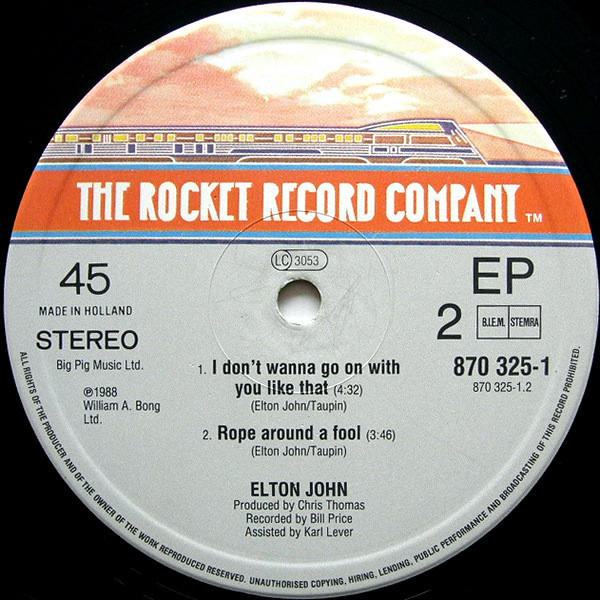 THE ROCKET RECORD COMPANY TM
LC 3053
45
EP
MADE IN HOLLAND
2
B.I.E.M. STEMRA
STEREO
Big Pig Music Ltd.
870 325-1
870 325-1.2
℗1988
William A. Bong
Ltd.
1. I don't wanna go on with
you like that (4:32)
(Elton John/Taupin)
2. Rope around a fool (3:46)
(Elton John/Taupin)
ELTON JOHN
Produced by Chris Thomas
Recorded by Bill Price
Assisted by Karl Lever
ALL RIGHTS OF THE PRODUCER AND OF THE OWNER OF THE WORK REPRODUCED RESERVED. UNAUTHORISED COPYING, HIRING, LENDING, PUBLIC PERFORMANCE AND BROADCASTING OF THIS RECORD PROHIBITED.